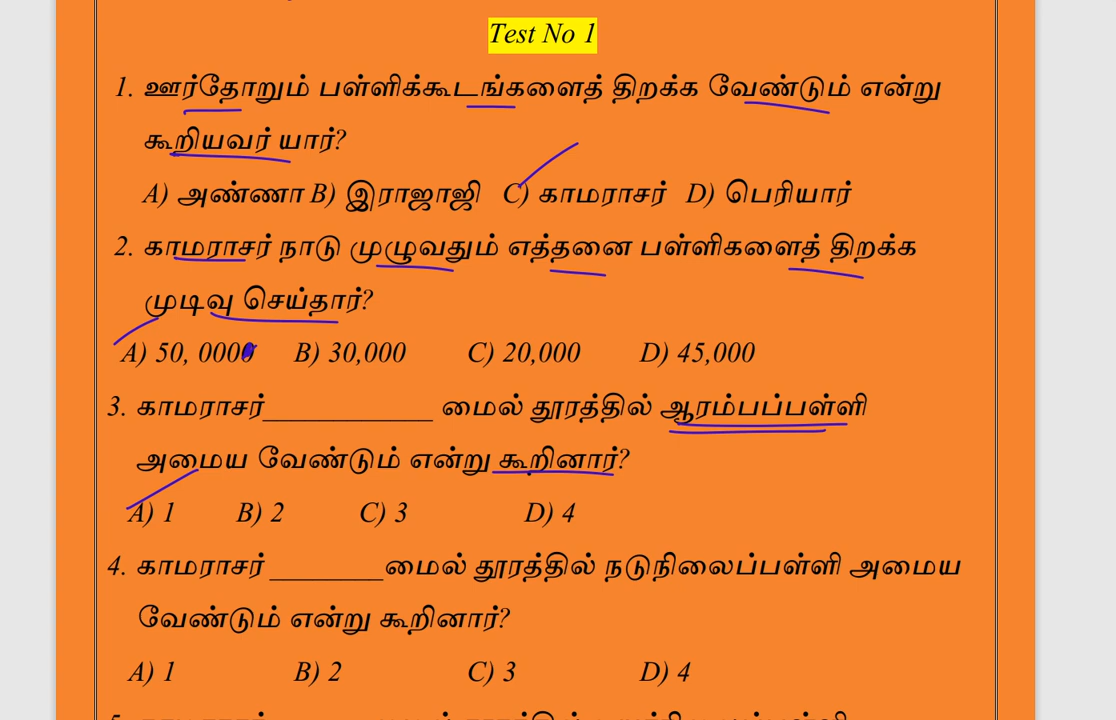 Test No 1
1. ஊர்தோறும் பள்ளிக்கூடங்களைத் திறக்க வேண்டும் என்று
கூறியவர் யார்?
A) அண்ணா B) இராஜாஜி C) காமராசர் D) பெரியார்
2. காமராசர் நாடு முழுவதும் எத்தனை பள்ளிகளைத் திறக்க
முடிவு செய்தார்?
A) 50, 0000 B) 30,000 C) 20,000 D) 45,000
3. காமராசர்____________ மைல் தூரத்தில் ஆரம்பப்பள்ளி
அமைய வேண்டும் என்று கூறினார்?
A) 1 B) 2 C) 3 D) 4
4. காமராசர் ________மைல் தூரத்தில் நடுநிலைப்பள்ளி அமைய
வேண்டும் என்று கூறினார்?
A) 1 B) 2 C) 3 D) 4